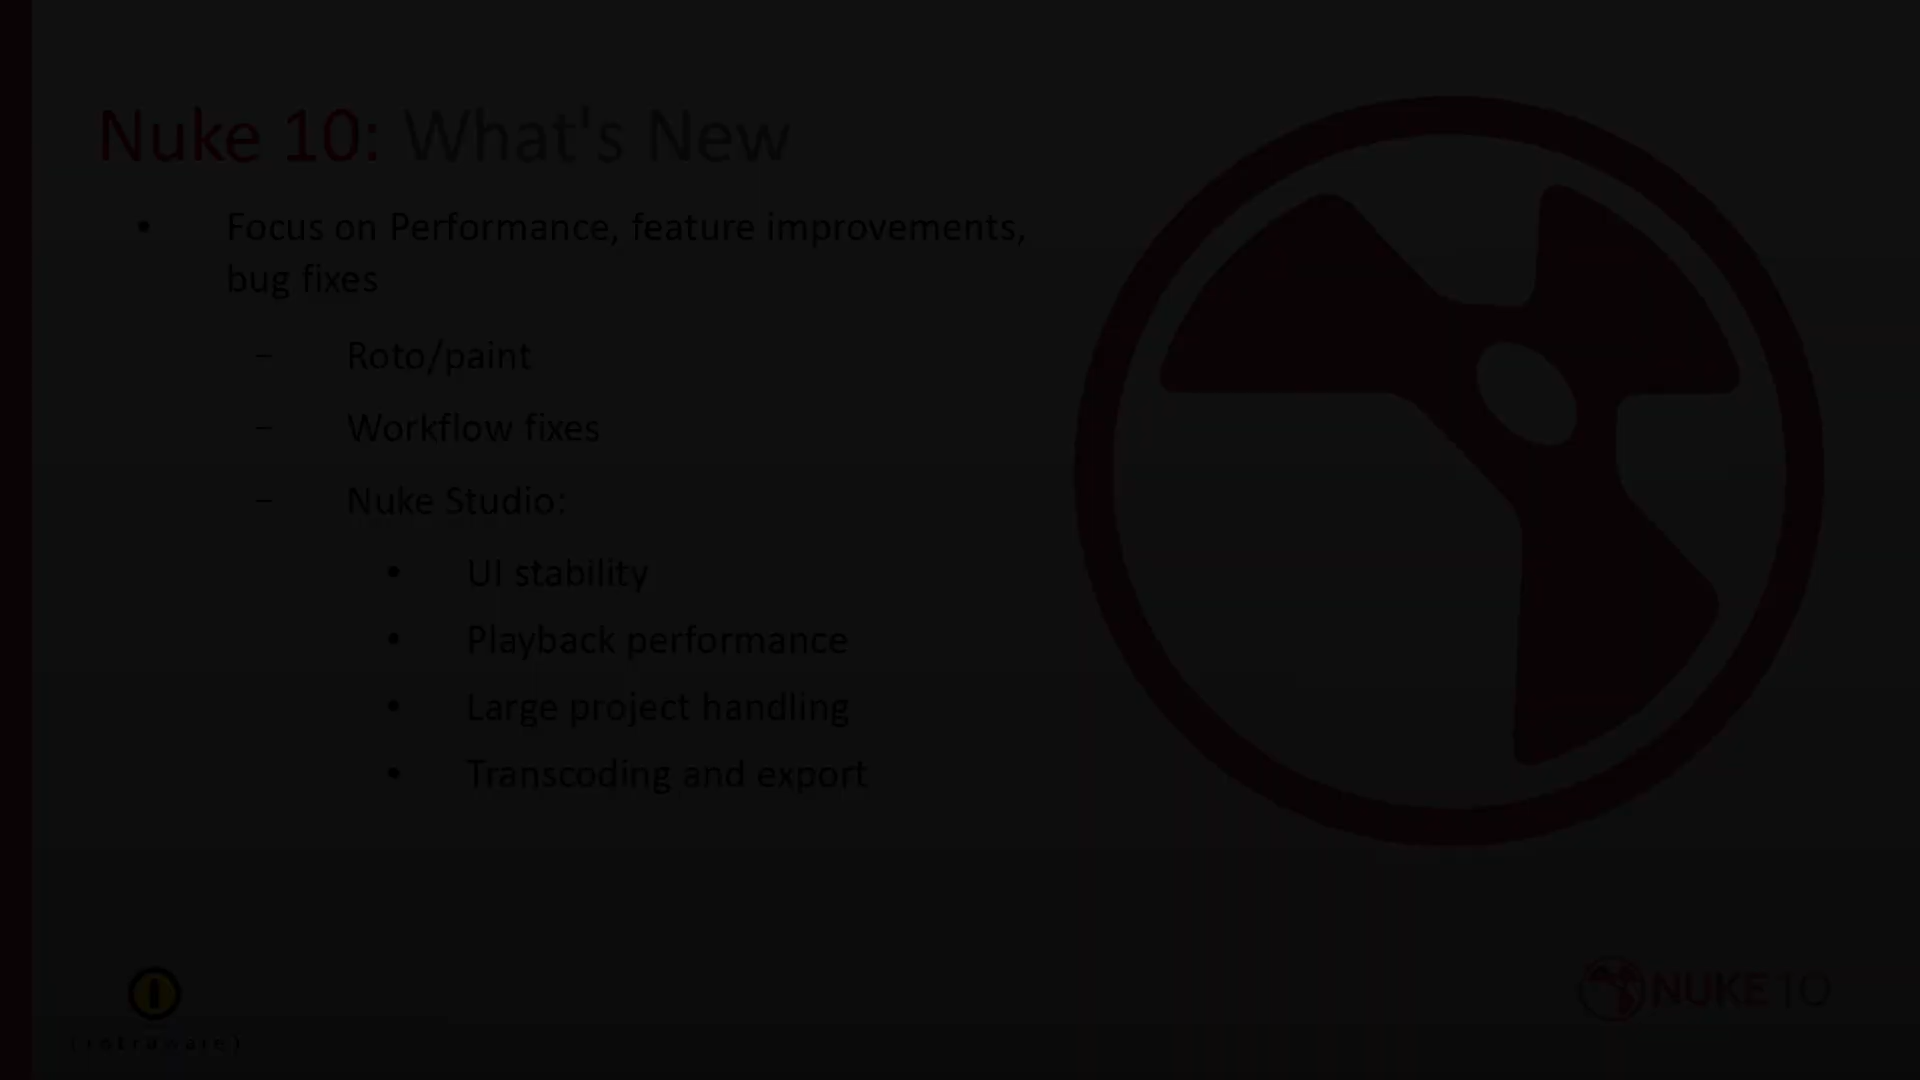 Nuke 10: What's New
• Focus on Performance, feature improvements,
bug fixes
– Roto/paint
– Workflow fixes
– Nuke Studio:
• UI stability
• Playback performance
• Large project handling
• Transcoding and export
NUKE 10